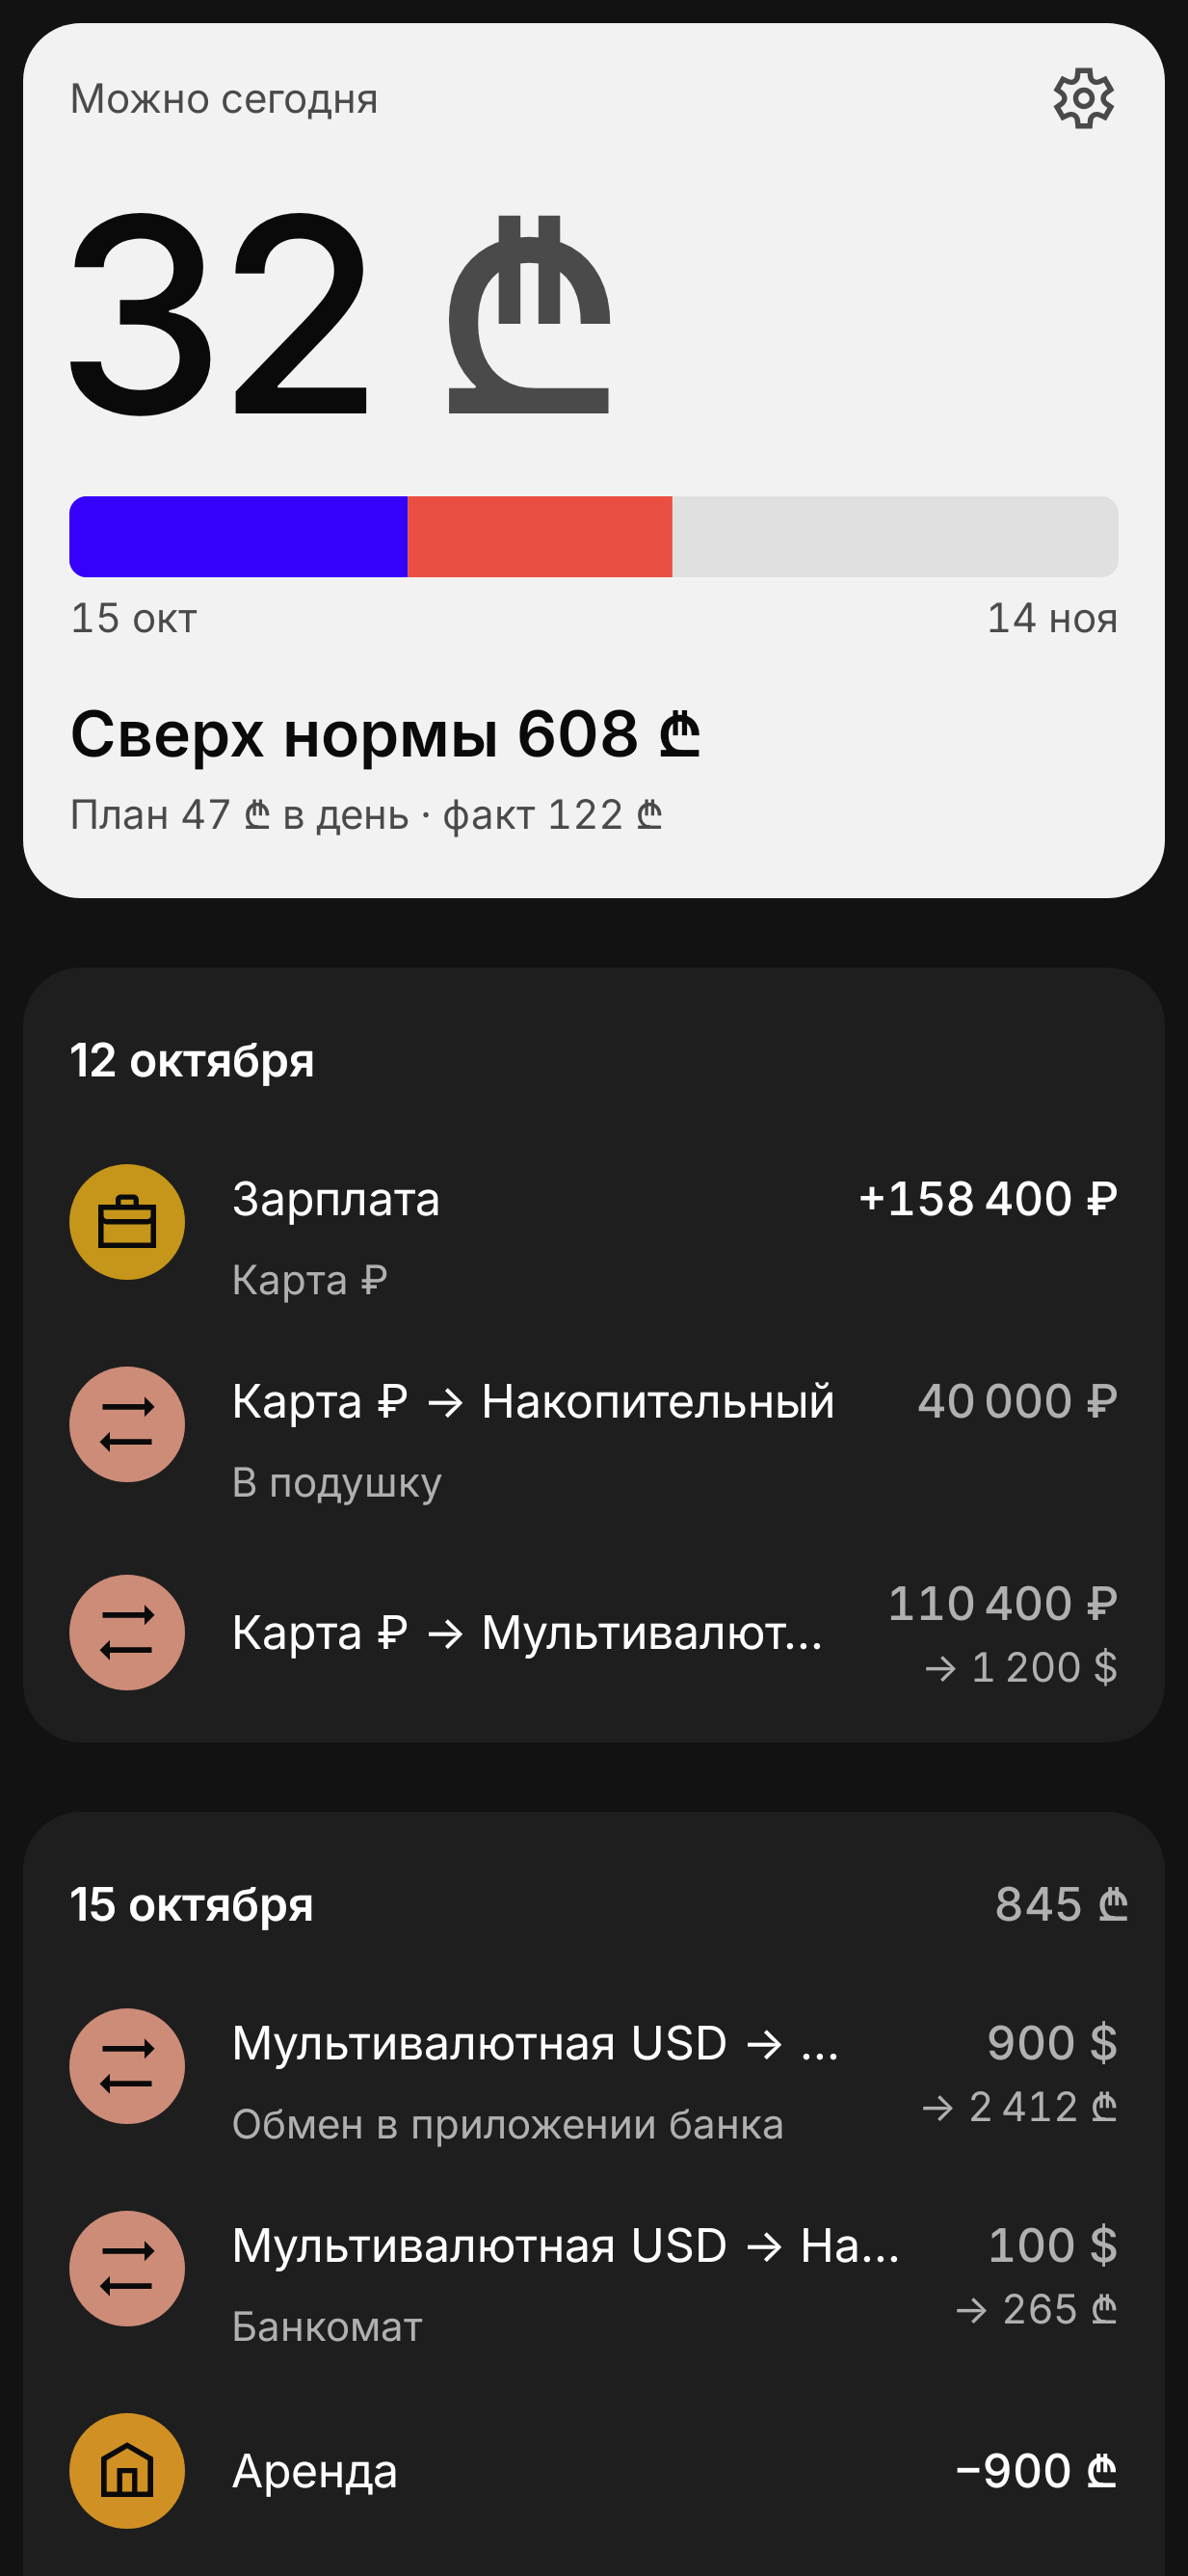 Можно сегодня
32 ₾
15 окт 14 ноя
Сверх нормы 608 ₾
План 47 ₾ в день · факт 122 ₾
12 октября
Зарплата +158 400 ₽
Карта ₽
Карта ₽ → Накопительный 40 000 ₽
В подушку
Карта ₽ → Мультивалют... 110 400 ₽
→ 1 200 $
15 октября 845 ₾
Мультивалютная USD → ... 900 $
Обмен в приложении банка → 2 412 ₾
Мультивалютная USD → На... 100 $
Банкомат → 265 ₾
Аренда −900 ₾